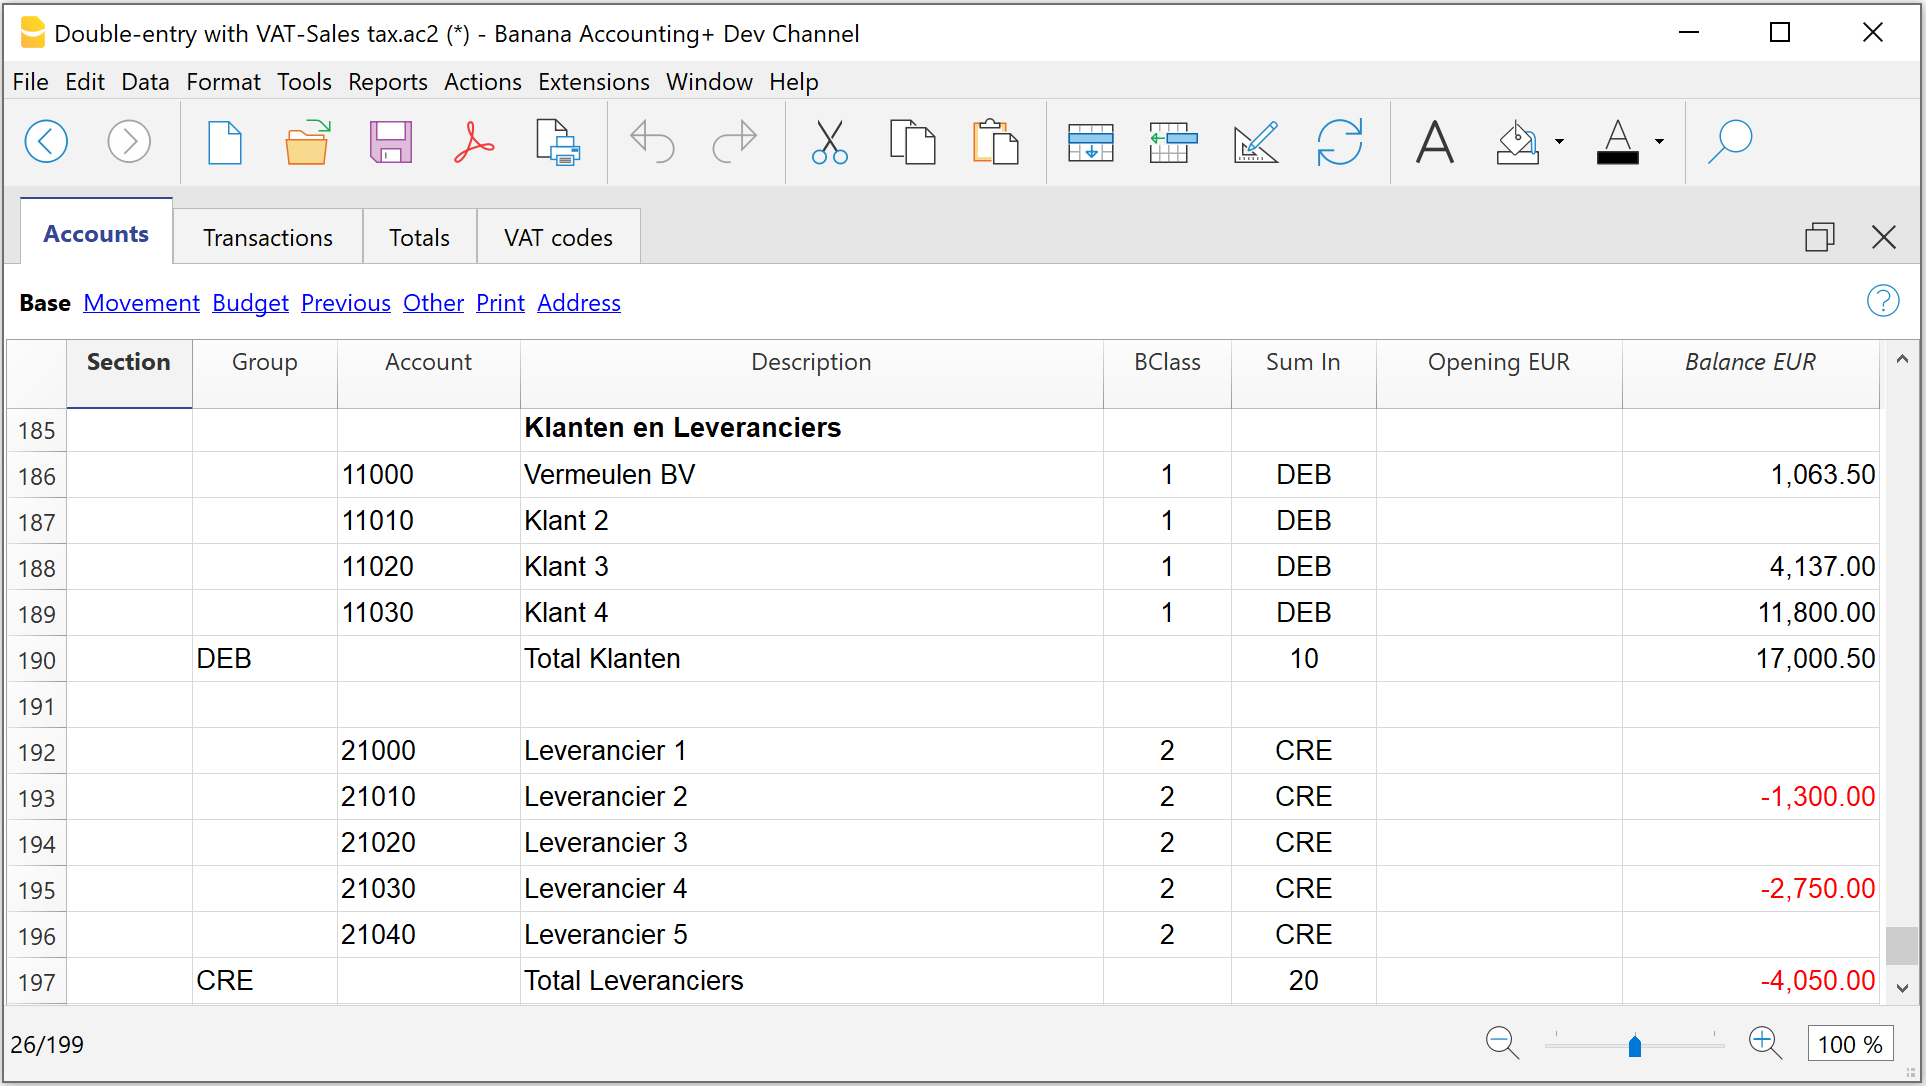 Double-entry with VAT-Sales tax.ac2 (*) - Banana Accounting+ Dev Channel
File Edit Data Format Tools Reports Actions Extensions Window Help
Accounts Transactions Totals VAT codes
Base Movement Budget Previous Other Print Address
Section Group Account Description BClass Sum In Opening EUR Balance EUR
185 Klanten en Leveranciers
186 11000 Vermeulen BV 1 DEB 1,063.50
187 11010 Klant 2 1 DEB
188 11020 Klant 3 1 DEB 4,137.00
189 11030 Klant 4 1 DEB 11,800.00
190 DEB Total Klanten 10 17,000.50
191
192 21000 Leverancier 1 2 CRE
193 21010 Leverancier 2 2 CRE -1,300.00
194 21020 Leverancier 3 2 CRE
195 21030 Leverancier 4 2 CRE -2,750.00
196 21040 Leverancier 5 2 CRE
197 CRE Total Leveranciers 20 -4,050.00
26/199 100 %